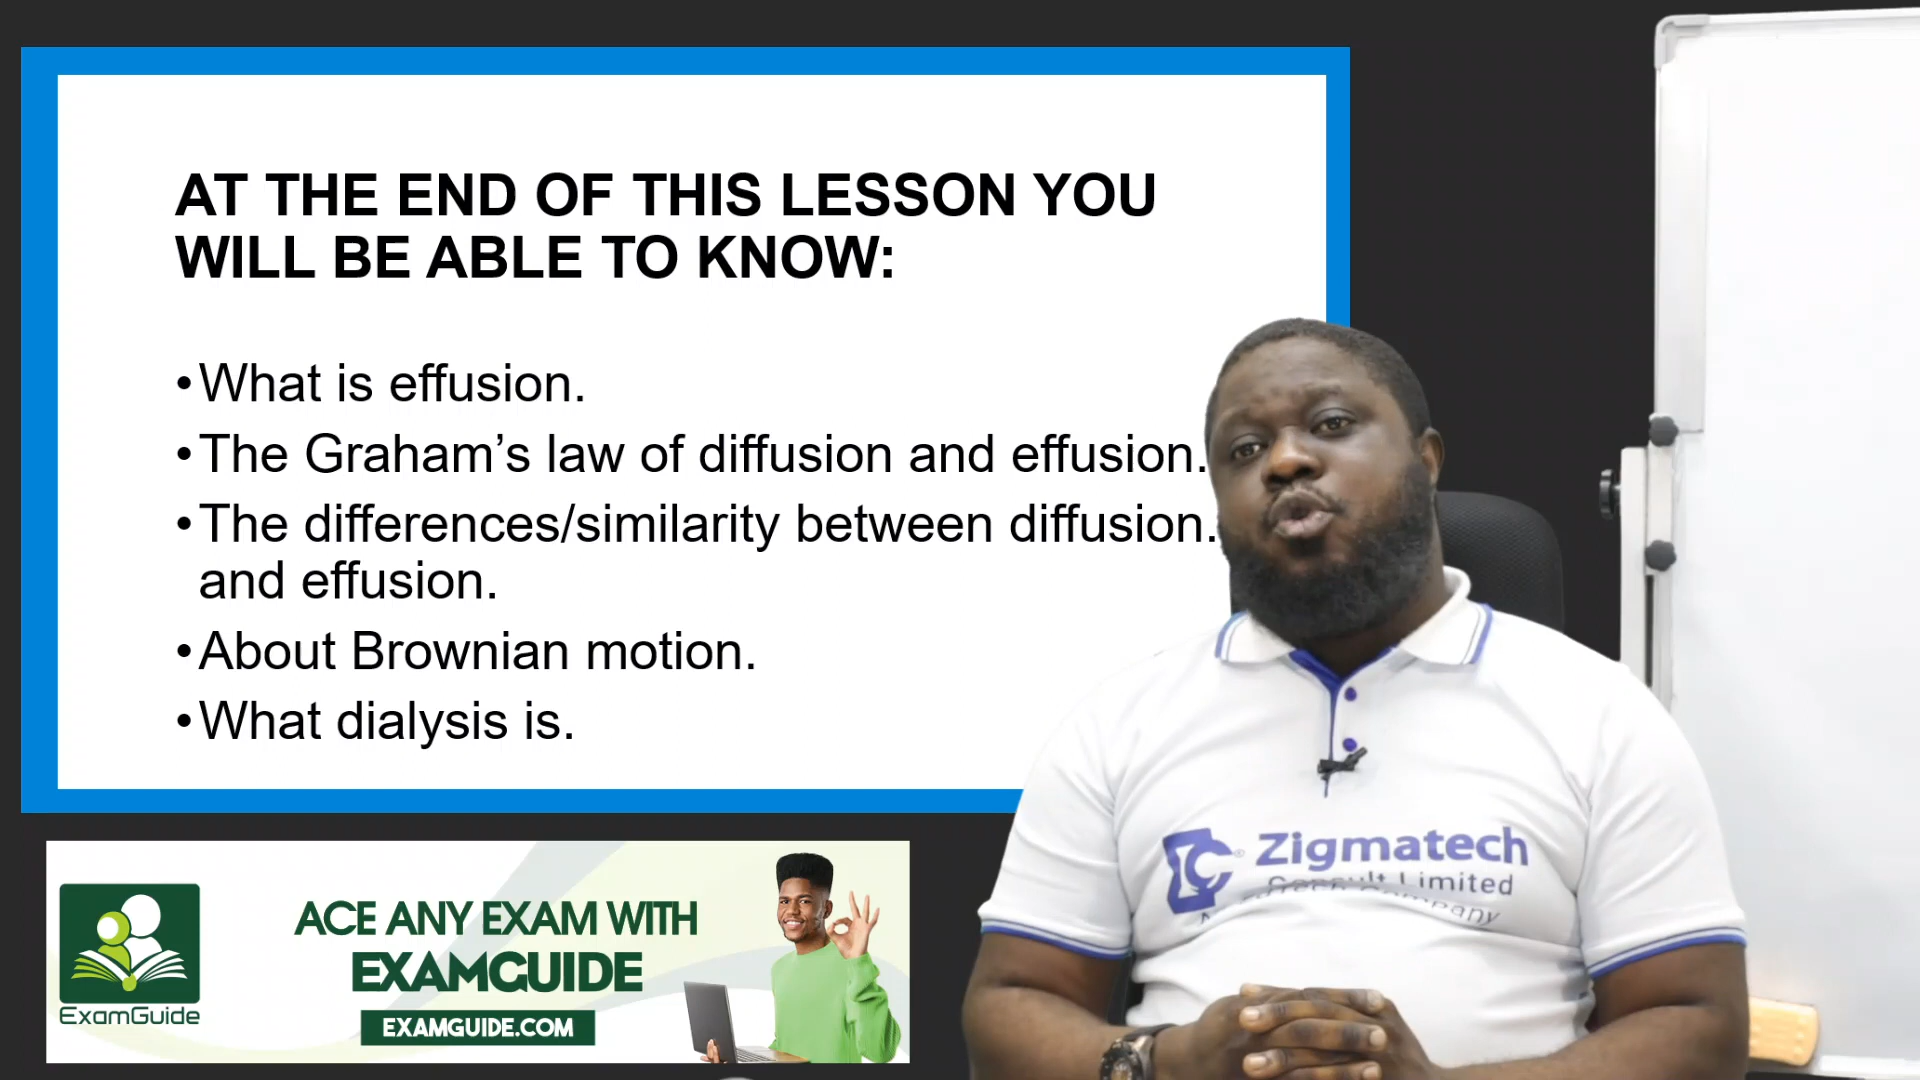 AT THE END OF THIS LESSON YOU
WILL BE ABLE TO KNOW:
•What is effusion.
•The Graham’s law of diffusion and effusion.
•The differences/similarity between diffusion.
and effusion.
•About Brownian motion.
•What dialysis is.
ExamGuide
ACE ANY EXAM WITH
EXAMGUIDE
EXAMGUIDE.COM
Zigmatech
Limited